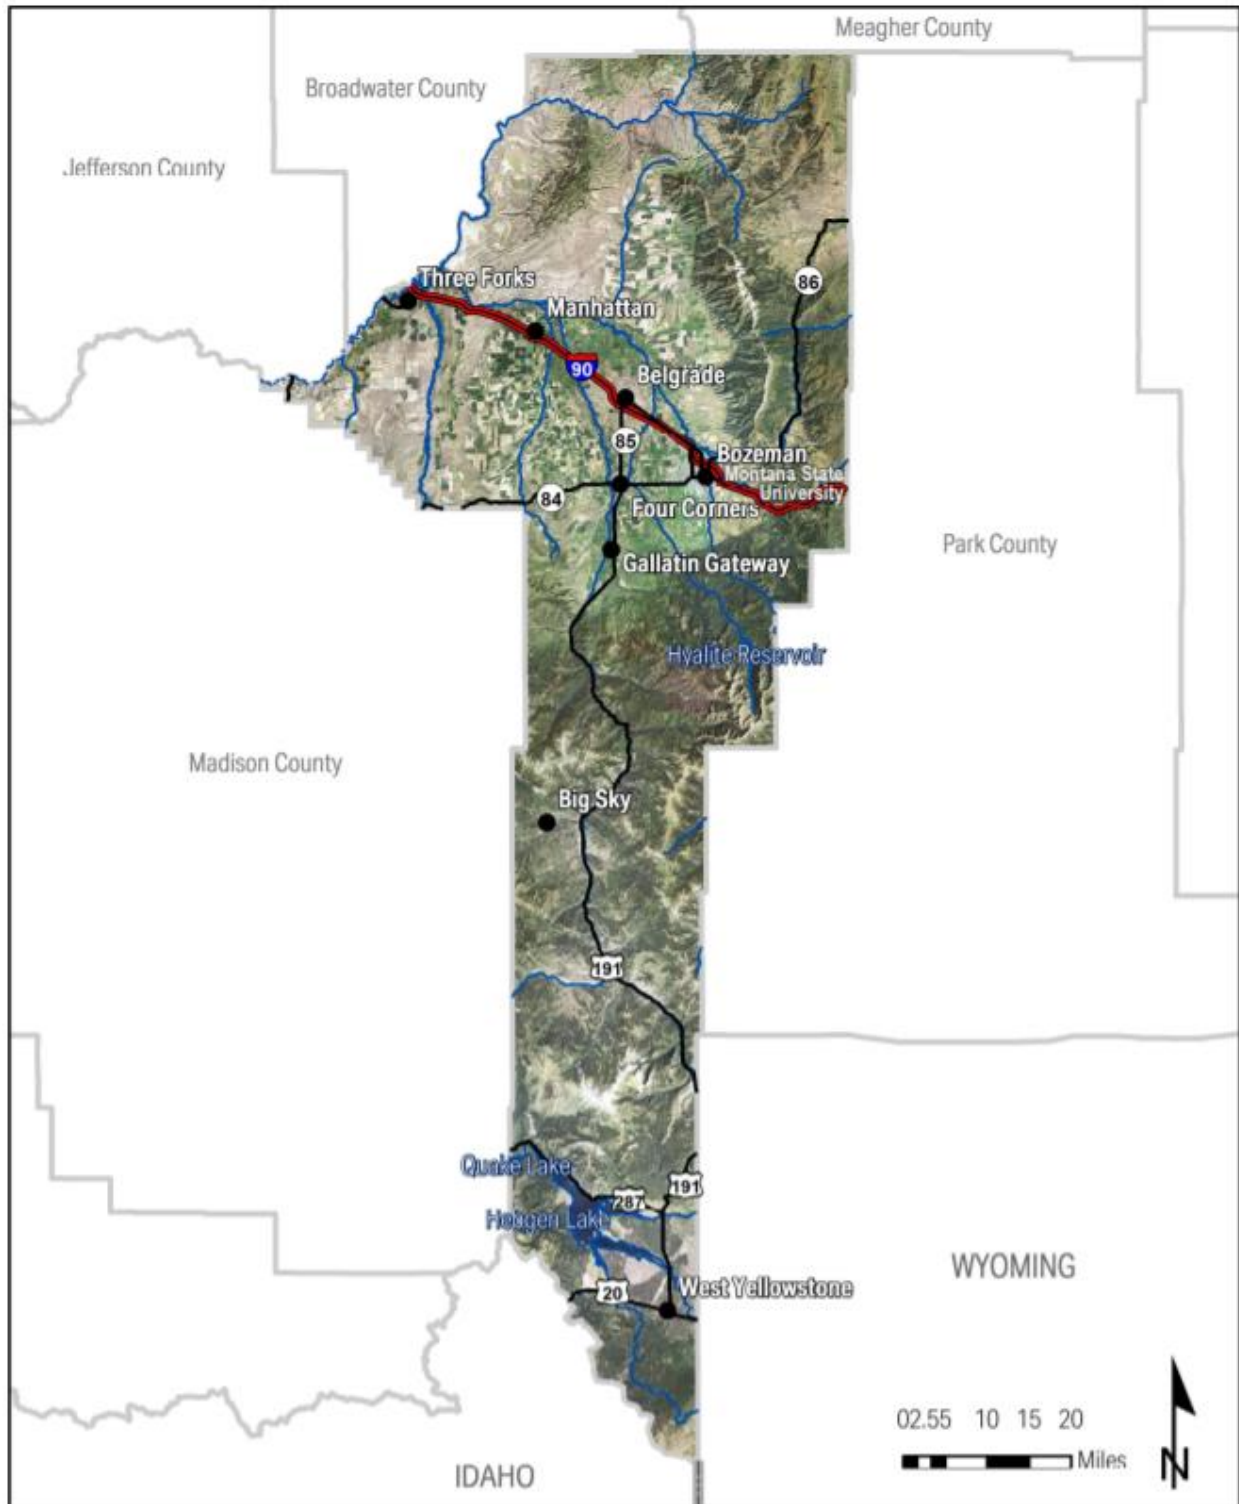 Meagher County
Broadwater County
Jefferson County
Three Forks
86
Manhattan
90
Belgrade
85
Bozeman
Montana State
University
84
Four Corners
Park County
Gallatin Gateway
Hyalite Reservoir
Madison County
Big Sky
191
Quake Lake
191
287
Hebgen Lake
WYOMING
20
West Yellowstone
02.55 10 15 20
Miles
N
IDAHO